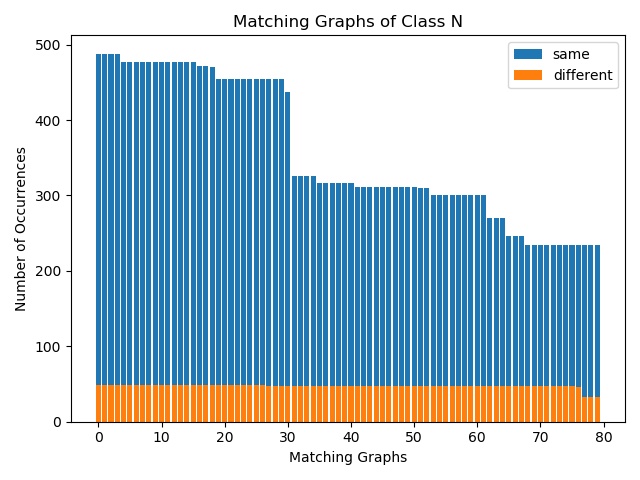 Matching Graphs of Class N
same
different
Number of Occurrences
500
400
300
200
100
0
0 10 20 30 40 50 60 70 80
Matching Graphs